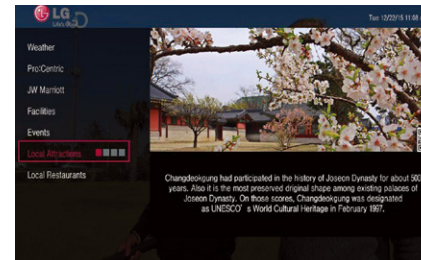 LG
Life's Good
Tue 12/22/15 11:08
Weather
Pro:Centric
JW Marriott
Facilities
Events
Local Attractions
Local Restaurants
Changdeokgung had participated in the history of Joseon Dynasty for about 500
years. Also it is the most preserved driginal shape among existing palaces of
Joseon Dynasty. On those scores, Changdeokgung was designated
as UNESCO’ s World Cultural Heritage in February 1997.